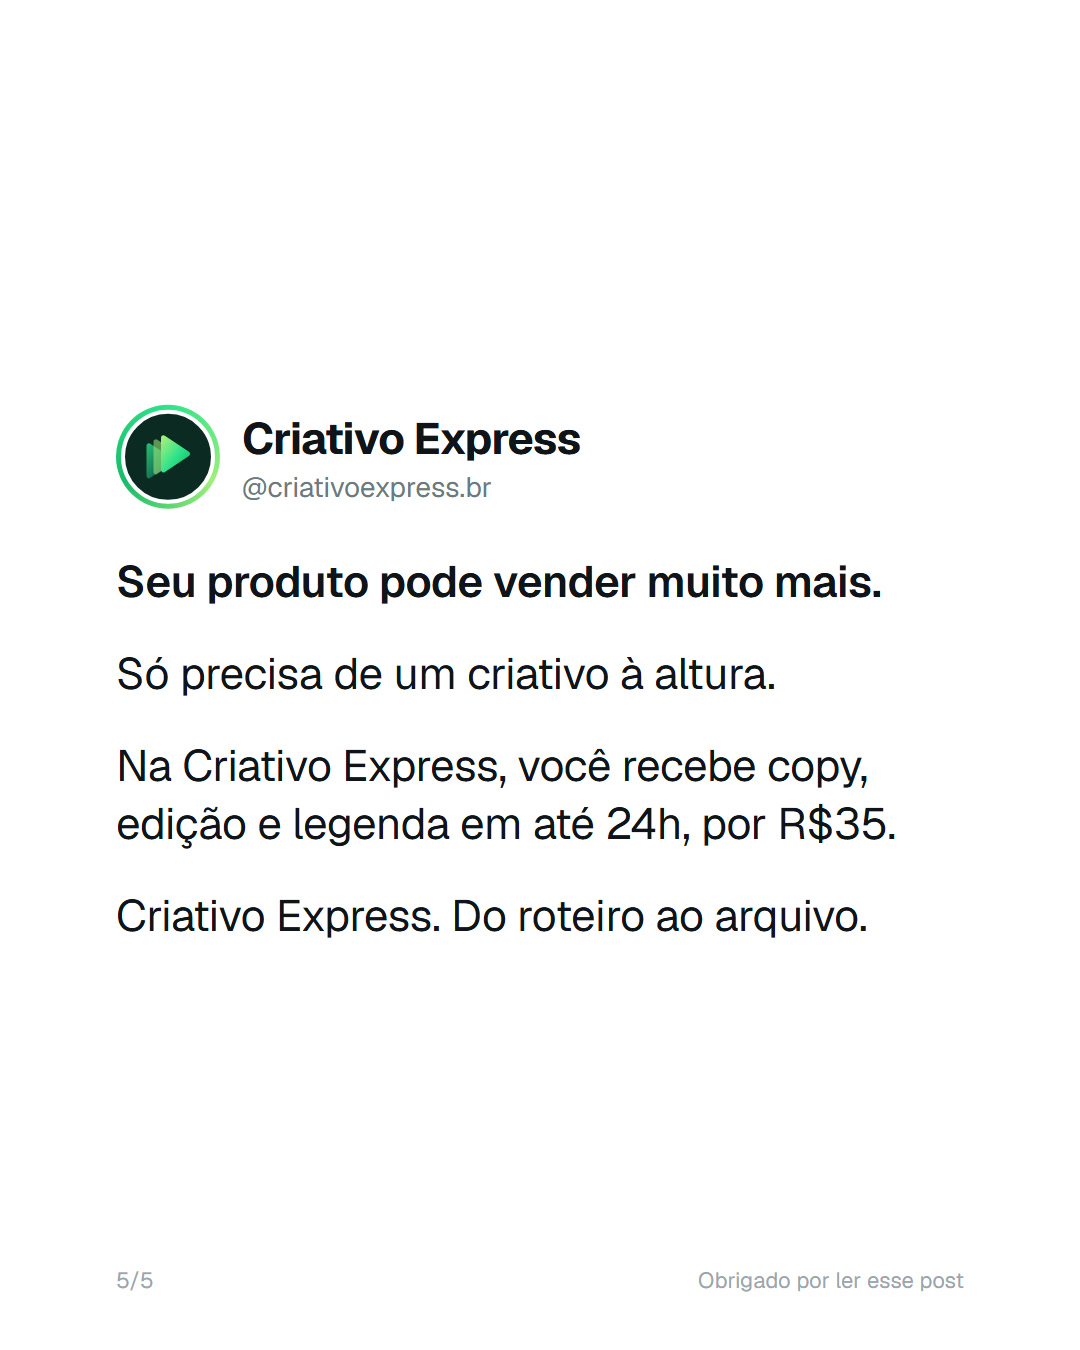 Criativo Express
@criativoexpress.br
Seu produto pode vender muito mais.
Só precisa de um criativo à altura.
Na Criativo Express, você recebe copy,
edição e legenda em até 24h, por R$35.
Criativo Express. Do roteiro ao arquivo.
5/5
Obrigado por ler esse post